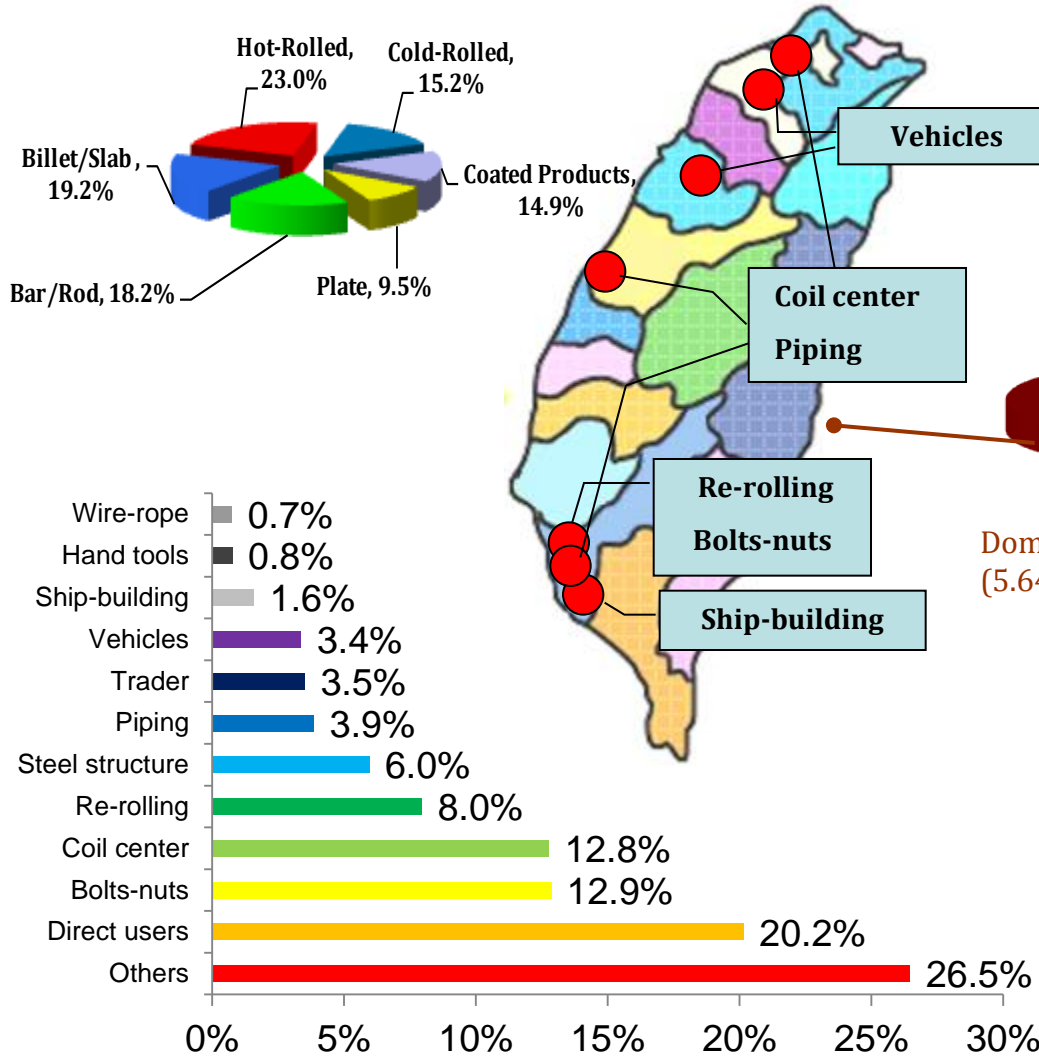 Hot-Rolled,
23.0%
Cold-Rolled,
15.2%
Billet/Slab ,
19.2%
Coated Products,
14.9%
Bar/Rod, 18.2%
Plate, 9.5%
Vehicles
Coil center
Piping
Re-rolling
Bolts-nuts
Ship-building
(5.64
Wire-rope 0.7%
Hand tools 0.8%
Ship-building 1.6%
Vehicles 3.4%
Trader 3.5%
Piping 3.9%
Steel structure 6.0%
Re-rolling 8.0%
Coil center 12.8%
Bolts-nuts 12.9%
Direct users 20.2%
Others 26.5%
0% 5% 10% 15% 20% 25% 30%